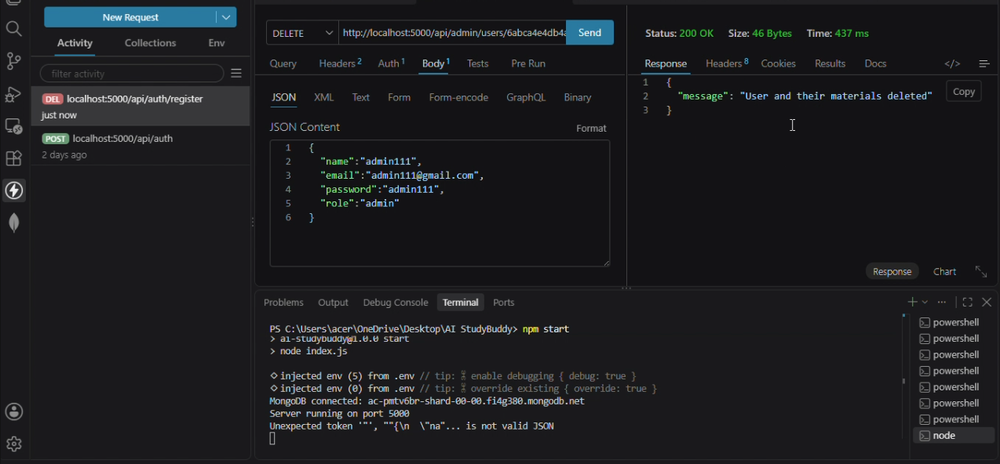 New Request
Activity Collections Env
filter activity
DEL localhost:5000/api/auth/register
just now
POST localhost:5000/api/auth
2 days ago
DELETE http://localhost:5000/api/admin/users/6abca4e4db4a Send
Query Headers 2 Auth 1 Body 1 Tests Pre Run
JSON XML Text Form Form-encode GraphQL Binary
JSON Content Format
1 {
2 "name":"admin111",
3 "email":"admin111@gmail.com",
4 "password":"admin111",
5 "role":"admin"
6 }
Status: 200 OK Size: 46 Bytes Time: 437 ms
Response Headers 8 Cookies Results Docs </>
1 {
2 "message": "User and their materials deleted"
3 }
Copy
Response Chart
Problems Output Debug Console Terminal Ports
PS C:\Users\acer\OneDrive\Desktop\AI StudyBuddy> npm start
> ai-studybuddy@1.0.0 start
> node index.js
injected env (5) from .env // tip: enable debugging { debug: true }
injected env (0) from .env // tip: override existing { override: true }
MongoDB connected: ac-pmtv6br-shard-00-00.fi4g380.mongodb.net
Server running on port 5000
Unexpected token '"', ""{\n \"na"... is not valid JSON
powershell
powershell
powershell
powershell
powershell
powershell
powershell
node